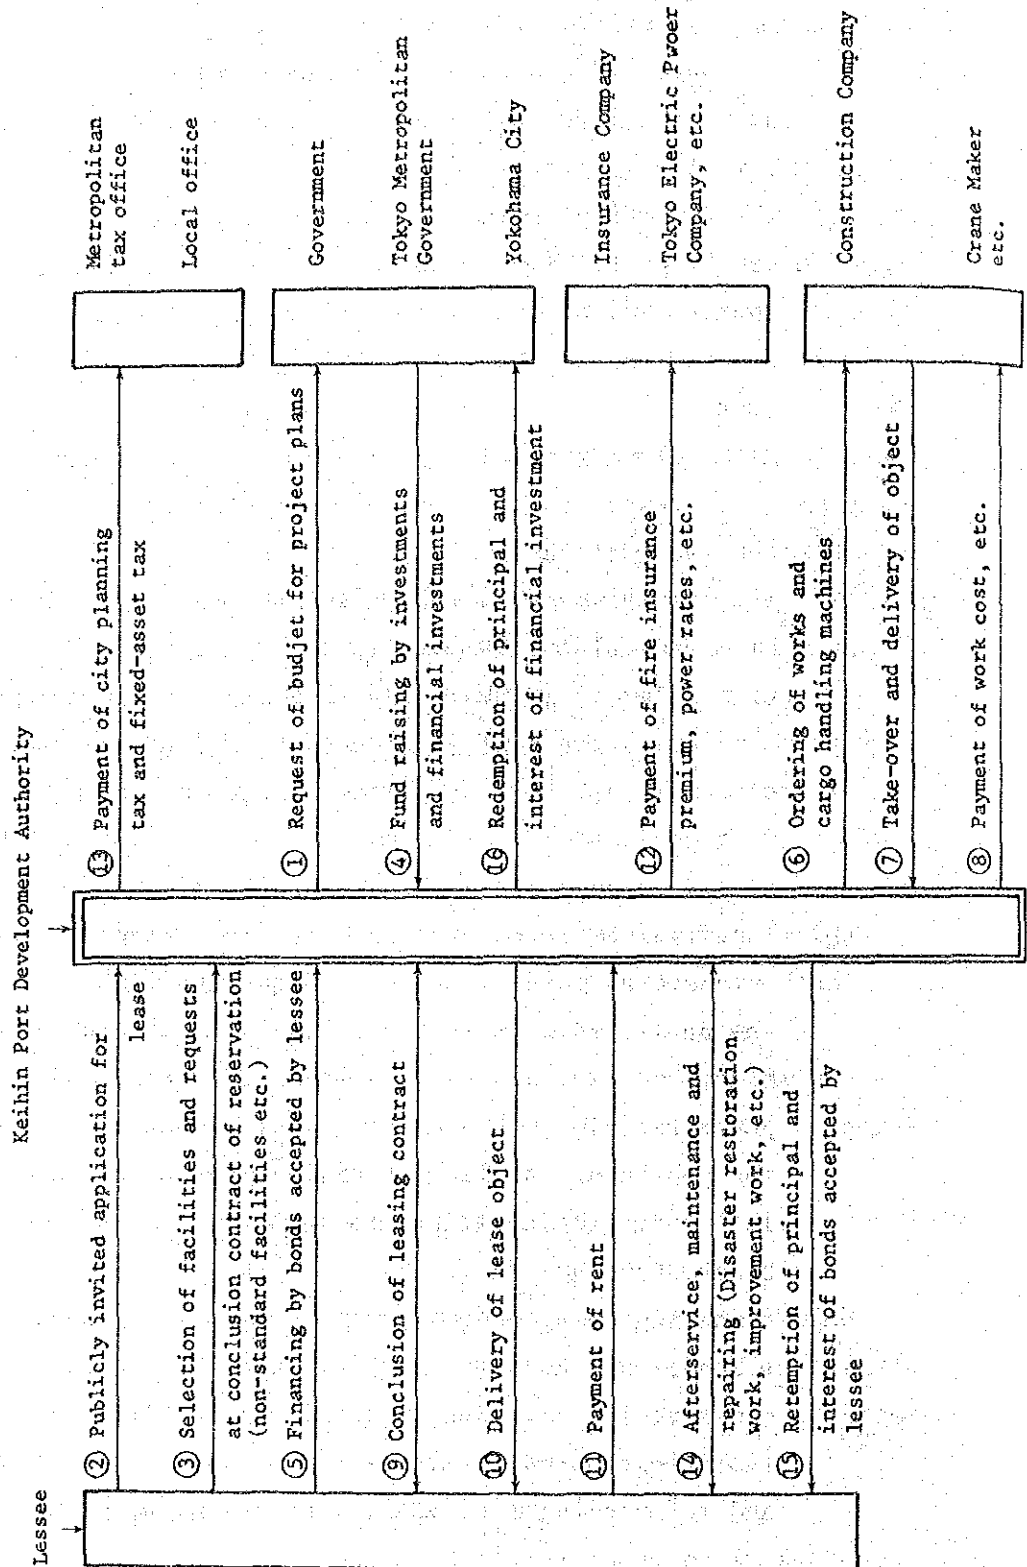 Keihin Port Development Authority
Lessee
② Publicly invited application for
lease
③ Selection of facilities and requests
at conclusion contract of reservation
(non-standard facilities etc.)
⑤ Financing by bonds accepted by lessee
⑨ Conclusion of leasing contract
⑩ Delivery of lease object
⑪ Payment of rent
⑭ Afterservice, maintenance and
repairing (Disaster restoration
work, improvement work, etc.)
⑮ Retemption of principal and
interest of bonds accepted by
lessee
⑬ Payment of city planning
tax and fixed-asset tax
① Request of budjet for project plans
④ Fund raising by investments
and financial investments
⑯ Redemption of principal and
interest of financial investment
⑫ Payment of fire insurance
premium, power rates, etc.
⑥ Ordering of works and
cargo handling machines
⑦ Take-over and delivery of object
⑧ Payment of work cost, etc.
Metropolitan
tax office
Local office
Government
Tokyo Metropolitan
Government
Yokohama City
Insurance Company
Tokyo Electric Pwoer
Company, etc.
Construction Company
Crane Maker
etc.